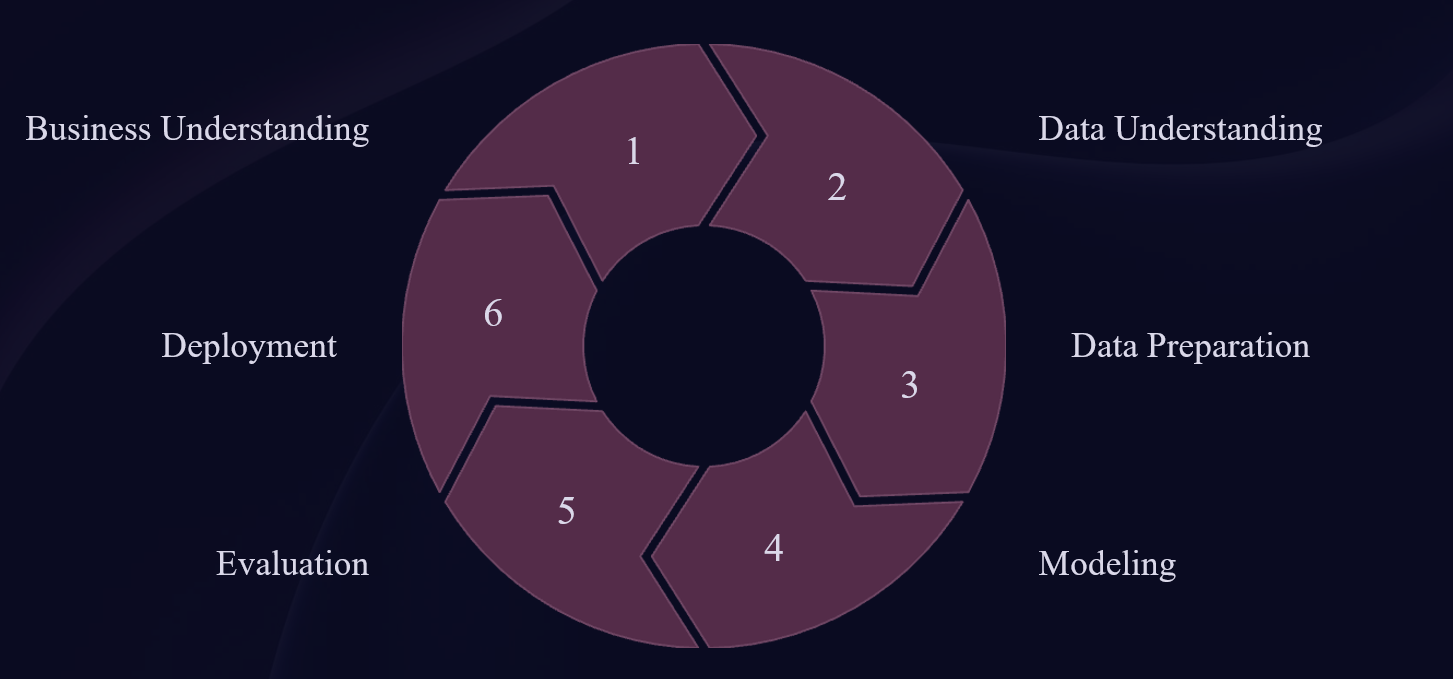 Business Understanding
1
2
Data Understanding
6
Deployment
3
Data Preparation
5
Evaluation
4
Modeling